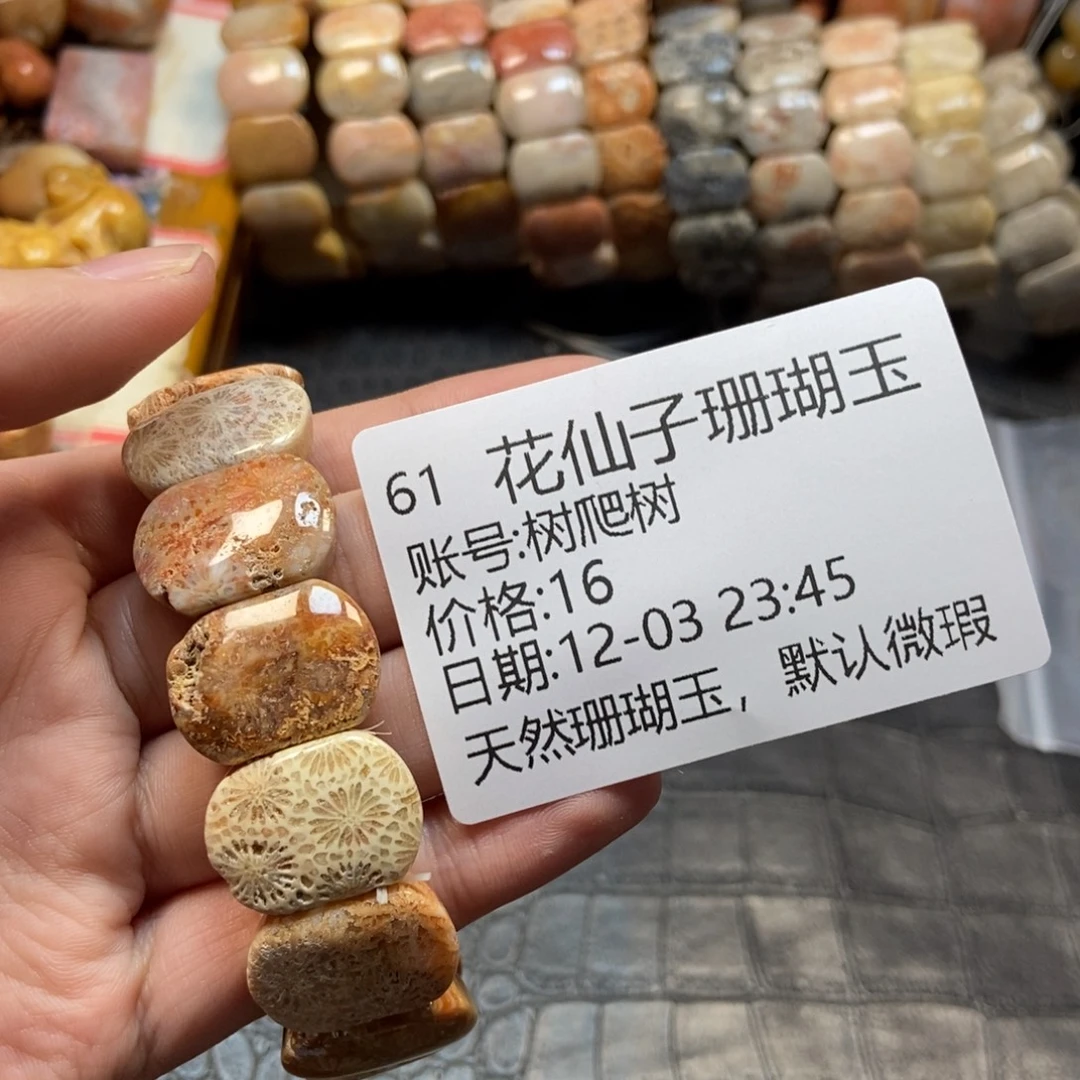 61 花仙子珊瑚玉
账号:树爬树
价格:16
日期:12-03 23:45
天然珊瑚玉，默认微瑕